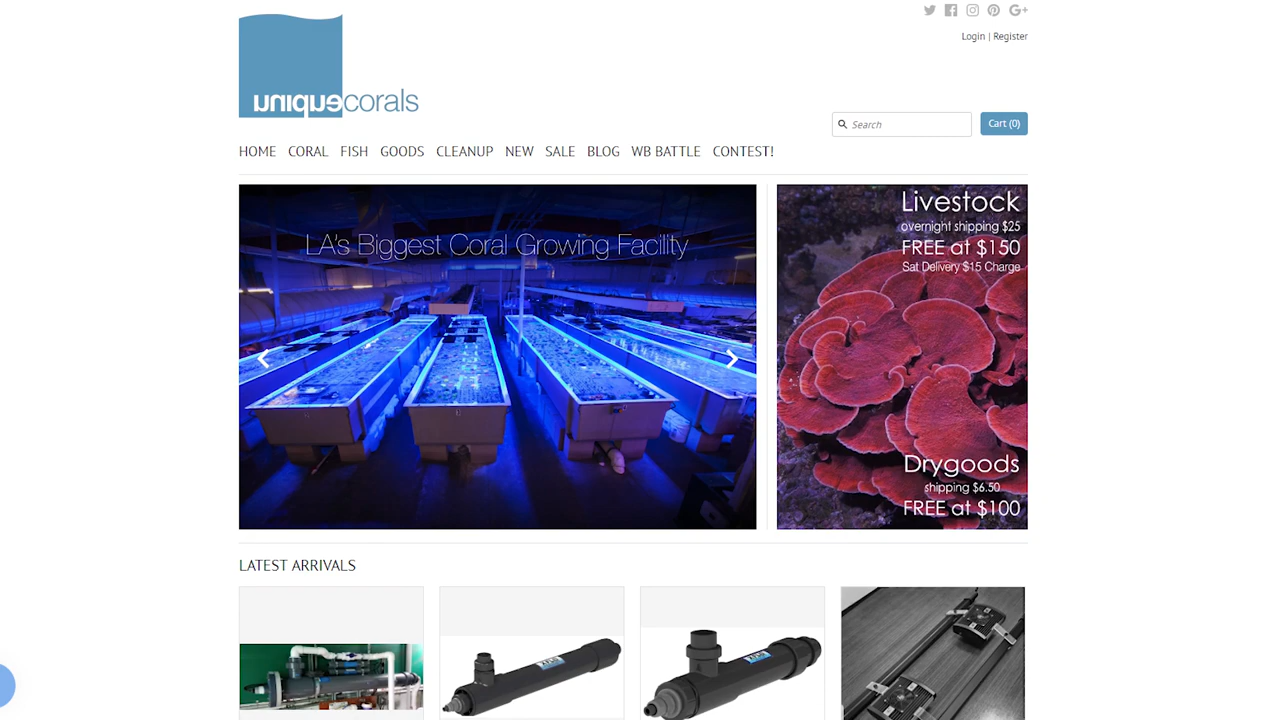 Login | Register
uniquecorals
Search
Cart (0)
HOME CORAL FISH GOODS CLEANUP NEW SALE BLOG WB BATTLE CONTEST!
LA's Biggest Coral Growing Facility
Livestock
overnight shipping $25
FREE at $150
Sat Delivery $15 Charge
Drygoods
shipping $6.50
FREE at $100
LATEST ARRIVALS